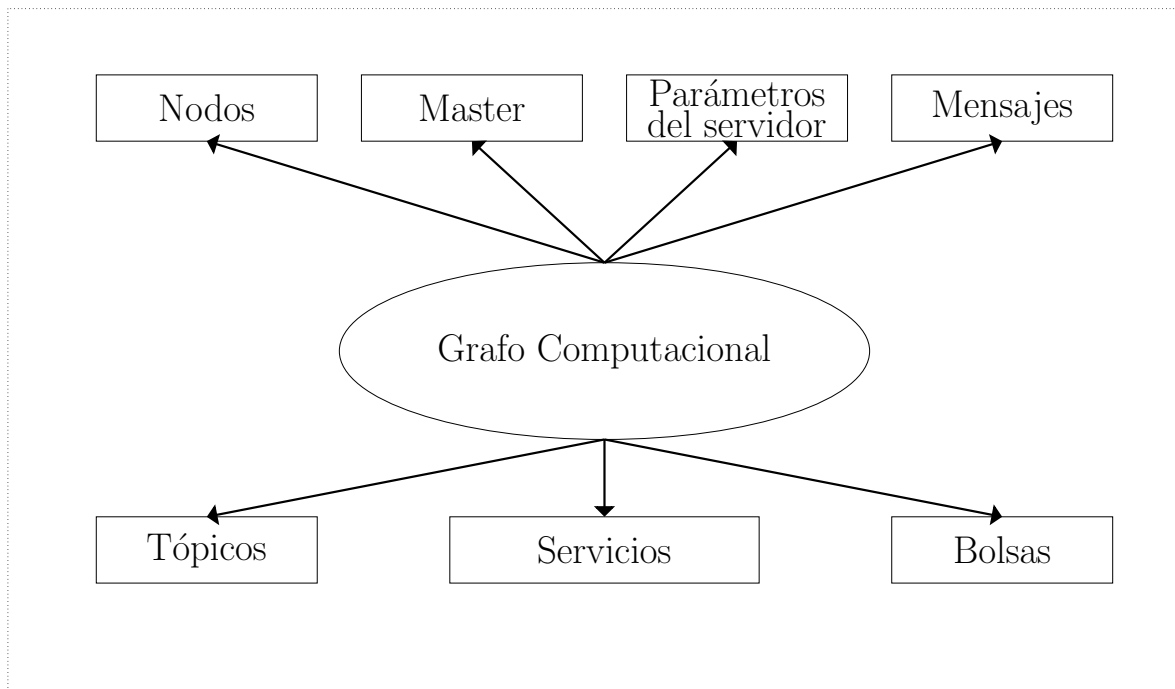 Nodos
Master
Parámetros
del servidor
Mensajes
Grafo Computacional
Tópicos
Servicios
Bolsas